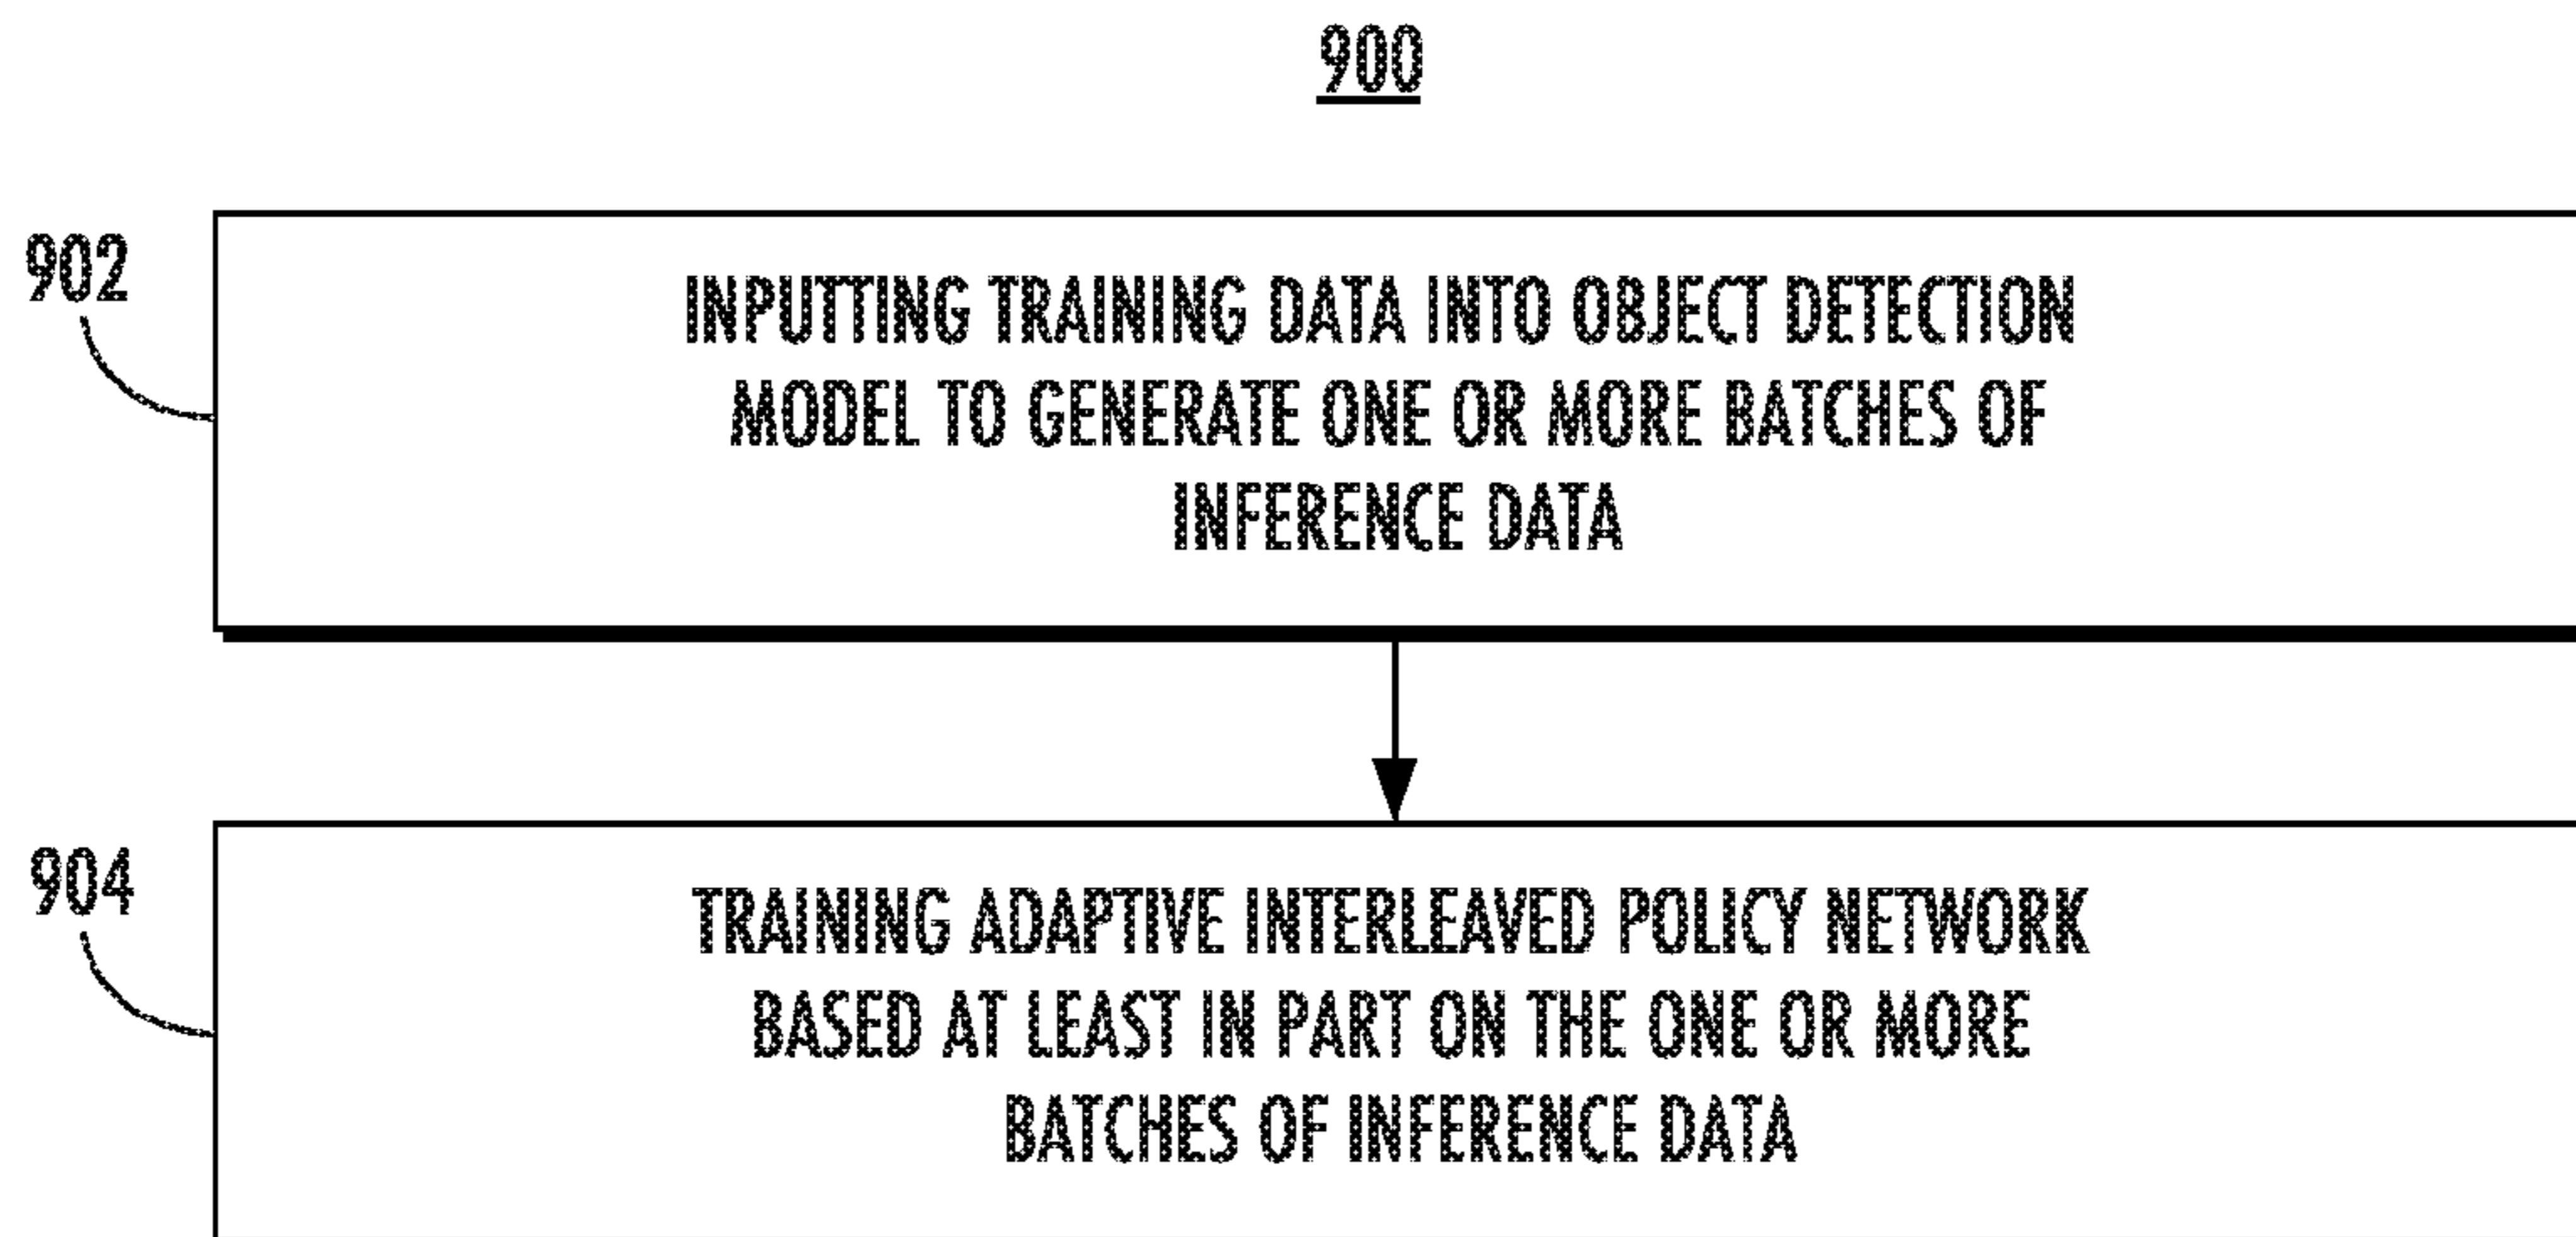 900
902
INPUTTING TRAINING DATA INTO OBJECT DETECTION
MODEL TO GENERATE ONE OR MORE BATCHES OF
INFERENCE DATA
904
TRAINING ADAPTIVE INTERLEAVED POLICY NETWORK
BASED AT LEAST IN PART ON THE ONE OR MORE
BATCHES OF INFERENCE DATA